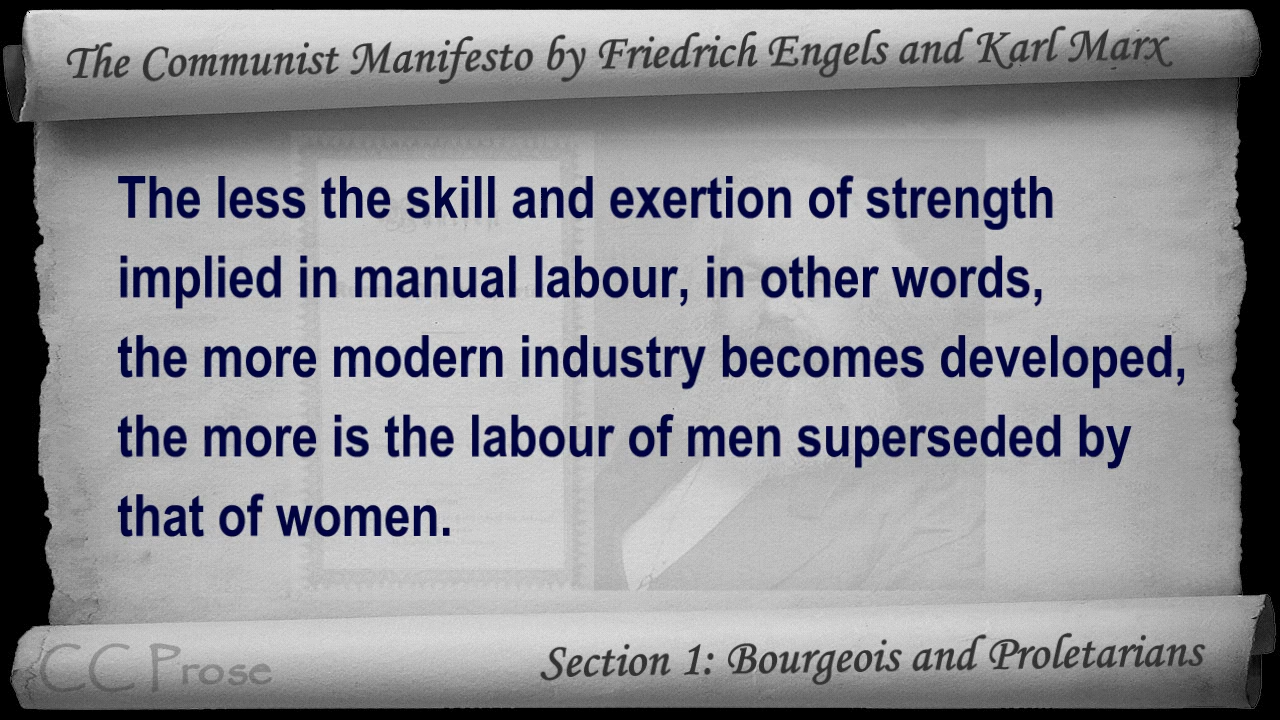 The Communist Manifesto by Friedrich Engels and Karl Marx
The less the skill and exertion of strength
implied in manual labour, in other words,
the more modern industry becomes developed,
the more is the labour of men superseded by
that of women.
CC Prose
Section 1: Bourgeois and Proletarians